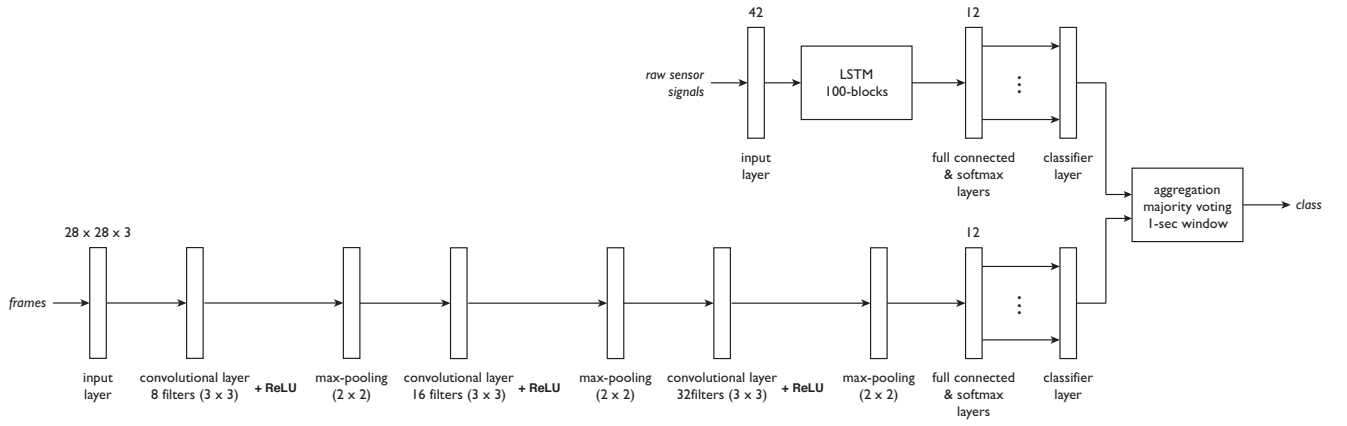 42
12
raw sensor
signals
LSTM
100-blocks
input
layer
full connected
& softmax
layers
classifier
layer
aggregation
majority voting
1-sec window
class
28 x 28 x 3
12
frames
input
layer
convolutional layer
8 filters (3 x 3)
+ ReLU
max-pooling
(2 x 2)
convolutional layer
16 filters (3 x 3)
+ ReLU
max-pooling
(2 x 2)
convolutional layer
32filters (3 x 3)
+ ReLU
max-pooling
(2 x 2)
full connected
& softmax
layers
classifier
layer